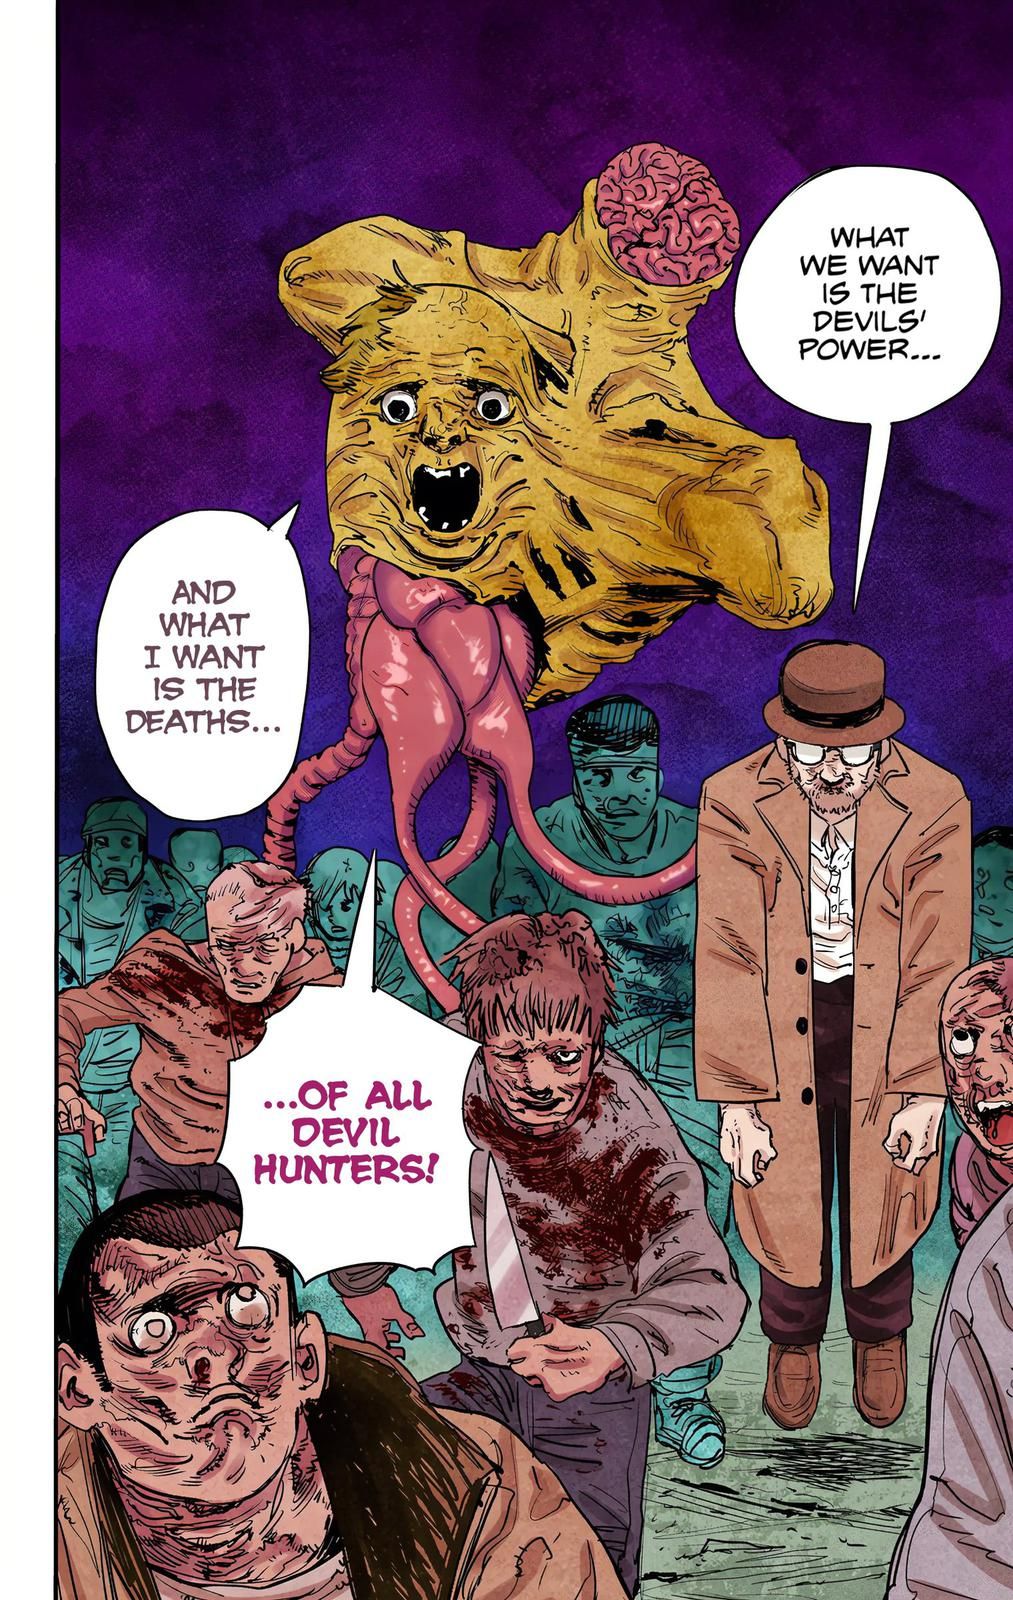 WHAT
WE WANT
IS THE
DEVILS'
POWER...
AND
WHAT
I WANT
IS THE
DEATHS...
...OF ALL
DEVIL
HUNTERS!